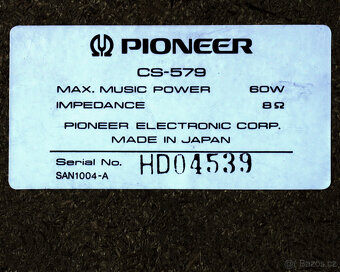 PIONEER
CS-579
MAX. MUSIC POWER 60W
IMPEDANCE 8Ω
PIONEER ELECTRONIC CORP.
MADE IN JAPAN
Serial No. HD04539
SAN1004-A
Bazos.cz